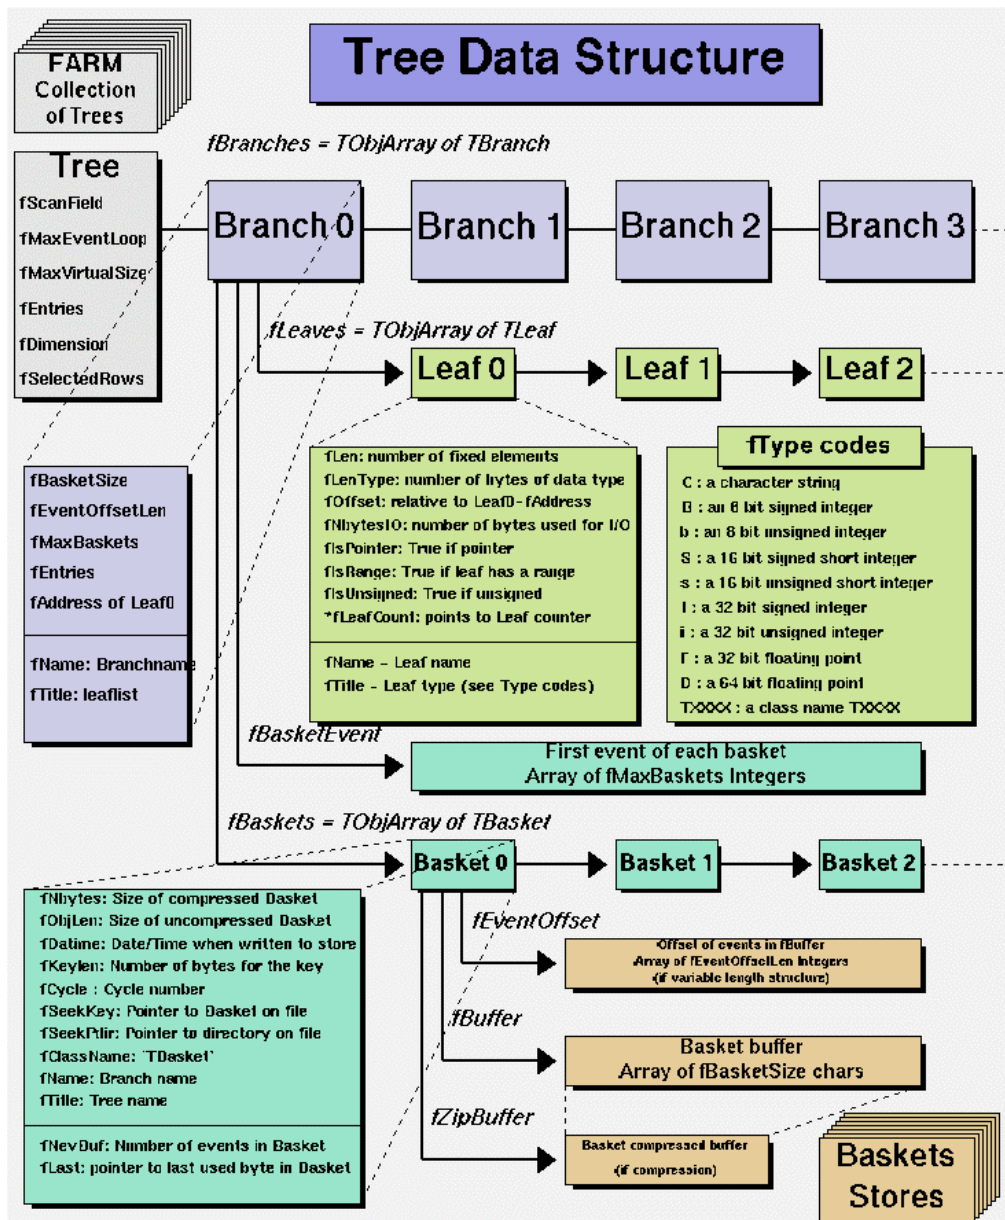 FARM
Collection
of Trees
Tree Data Structure
fBranches = TObjArray of TBranch
Tree
fScanField
fMaxEventLoop
fMaxVirtualSize
fEntries
fDimension
fSelectedRows
Branch 0
Branch 1
Branch 2
Branch 3
fLeaves = TObjArray of TLeaf
Leaf 0
Leaf 1
Leaf 2
fBasketSize
fEventOffsetLen
fMaxBaskets
fEntries
fAddress of Leaf0
fName: Branchname
fTitle: leaflist
fLen: number of fixed elements
fLenType: number of bytes of data type
fOffset: relative to Leaf0-fAddress
fNbytesIO: number of bytes used for I/O
fIsPointer: True if pointer
fIsRange: True if leaf has a range
fIsUnsigned: True if unsigned
*fLeafCount: points to Leaf counter
fName - Leaf name
fTitle - Leaf type (see Type codes)
fType codes
C : a character string
B : an 8 bit signed integer
b : an 8 bit unsigned integer
S : a 16 bit signed short integer
s : a 16 bit unsigned short integer
I : a 32 bit signed integer
i : a 32 bit unsigned integer
F : a 32 bit floating point
D : a 64 bit floating point
TXXXX : a class name TXXXX
fBasketEvent
First event of each basket
Array of fMaxBaskets Integers
fBaskets = TObjArray of TBasket
Basket 0
Basket 1
Basket 2
fNbytes: Size of compressed Basket
fObjLen: Size of uncompressed Basket
fDatime: Date/Time when written to store
fKeylen: Number of bytes for the key
fCycle : Cycle number
fSeekKey: Pointer to Basket on file
fSeekPdir: Pointer to directory on file
fClassName: 'TBasket'
fName: Branch name
fTitle: Tree name
fNevBuf: Number of events in Basket
fLast: pointer to last used byte in Basket
fEventOffset
Offset of events in fBuffer
Array of fEventOffsetLen Integers
(if variable length structure)
fBuffer
Basket buffer
Array of fBasketSize chars
fZipBuffer
Basket compressed buffer
(if compression)
Baskets
Stores